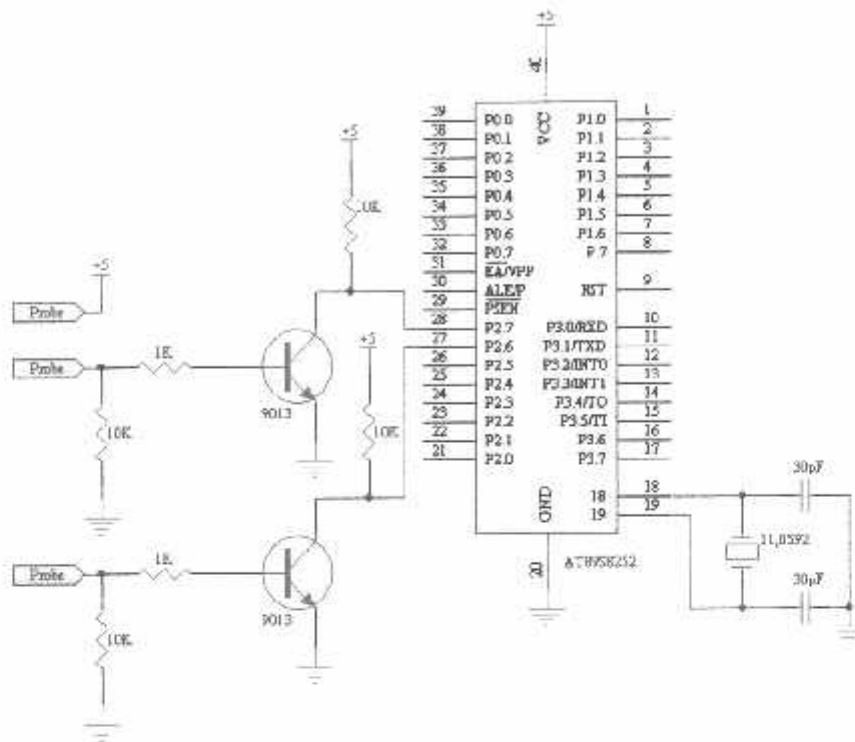 +5
40
VCC
39 P0.0 P1.0 1
38 P0.1 P1.1 2
37 P0.2 P1.2 3
36 P0.3 P1.3 4
35 P0.4 P1.4 5
34 P0.5 P1.5 6
33 P0.6 P1.6 7
32 P0.7 P.7 8
31 EA/VPP
30 ALE/P RST 9
29 PSEN
28 P2.7 P3.0/RXD 10
27 P2.6 P3.1/TXD 11
26 P2.5 P3.2/INT0 12
25 P2.4 P3.3/INT1 13
24 P2.3 P3.4/TO 14
23 P2.2 P3.5/T1 15
22 P2.1 P3.6 16
21 P2.0 P3.7 17
18 18
19 19
GND
20
AT89S8252
+5
+5
Probe
Probe
1K
9013
10K
+5
10K
Probe
1K
9013
10K
30pF
11,0592
30pF